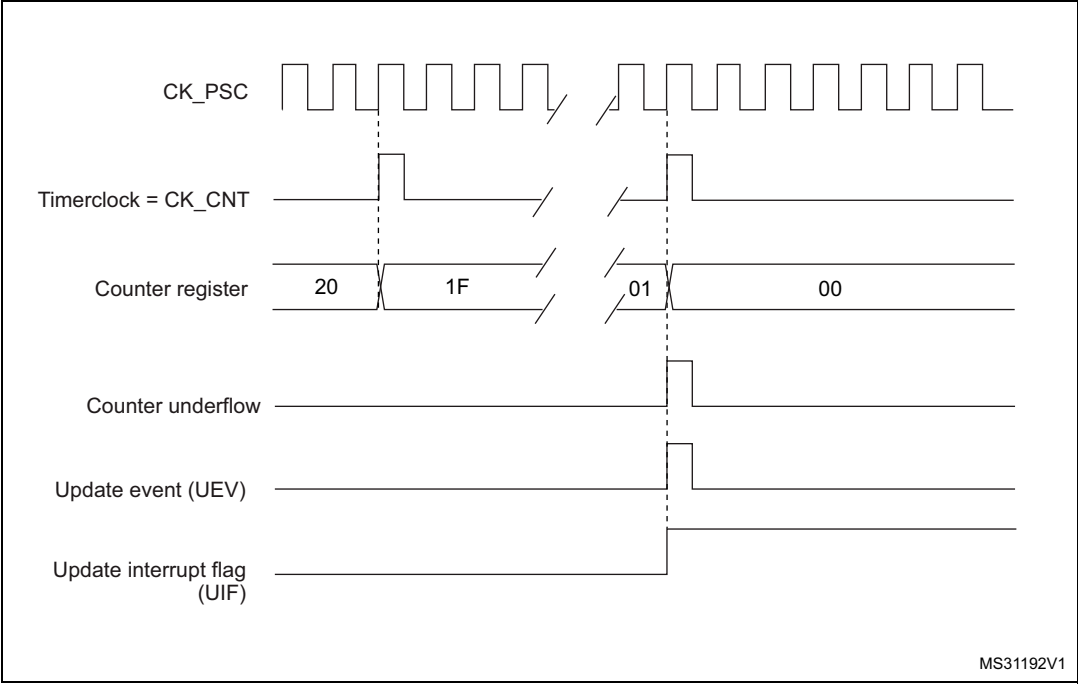 CK_PSC
Timerclock = CK_CNT
Counter register
20
1F
01
00
Counter underflow
Update event (UEV)
Update interrupt flag
(UIF)
MS31192V1